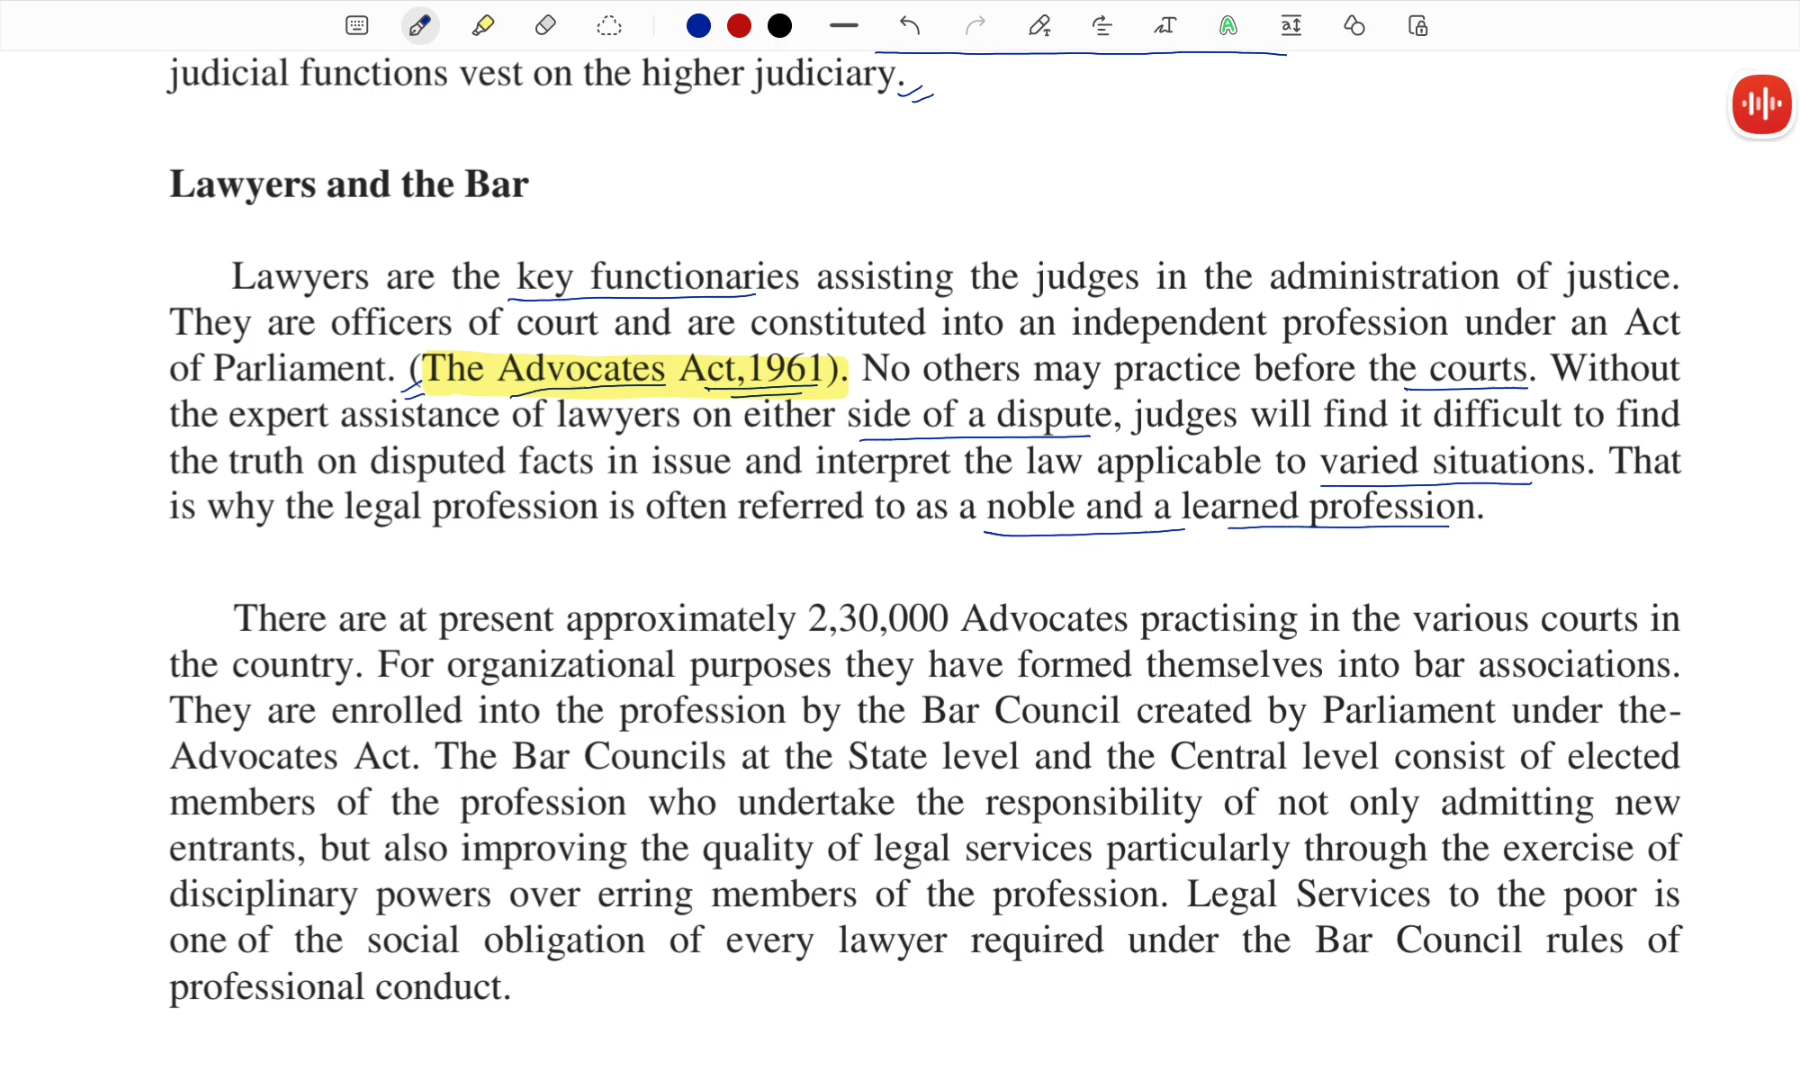 judicial functions vest on the higher judiciary.
Lawyers and the Bar
Lawyers are the key functionaries assisting the judges in the administration of justice.
They are officers of court and are constituted into an independent profession under an Act
of Parliament. (The Advocates Act,1961). No others may practice before the courts. Without
the expert assistance of lawyers on either side of a dispute, judges will find it difficult to find
the truth on disputed facts in issue and interpret the law applicable to varied situations. That
is why the legal profession is often referred to as a noble and a learned profession.
There are at present approximately 2,30,000 Advocates practising in the various courts in
the country. For organizational purposes they have formed themselves into bar associations.
They are enrolled into the profession by the Bar Council created by Parliament under the-
Advocates Act. The Bar Councils at the State level and the Central level consist of elected
members of the profession who undertake the responsibility of not only admitting new
entrants, but also improving the quality of legal services particularly through the exercise of
disciplinary powers over erring members of the profession. Legal Services to the poor is
one of the social obligation of every lawyer required under the Bar Council rules of
professional conduct.